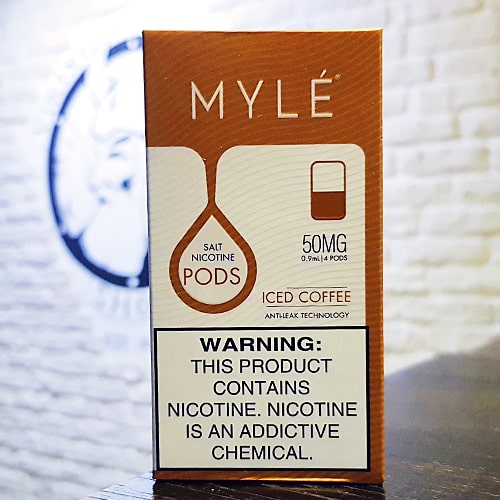 MYLÉ®
SALT
NICOTINE
PODS
50MG
0.9mL | 4 PODS
ICED COFFEE
ANTI-LEAK TECHNOLOGY
WARNING:
THIS PRODUCT
CONTAINS
NICOTINE. NICOTINE
IS AN ADDICTIVE
CHEMICAL.